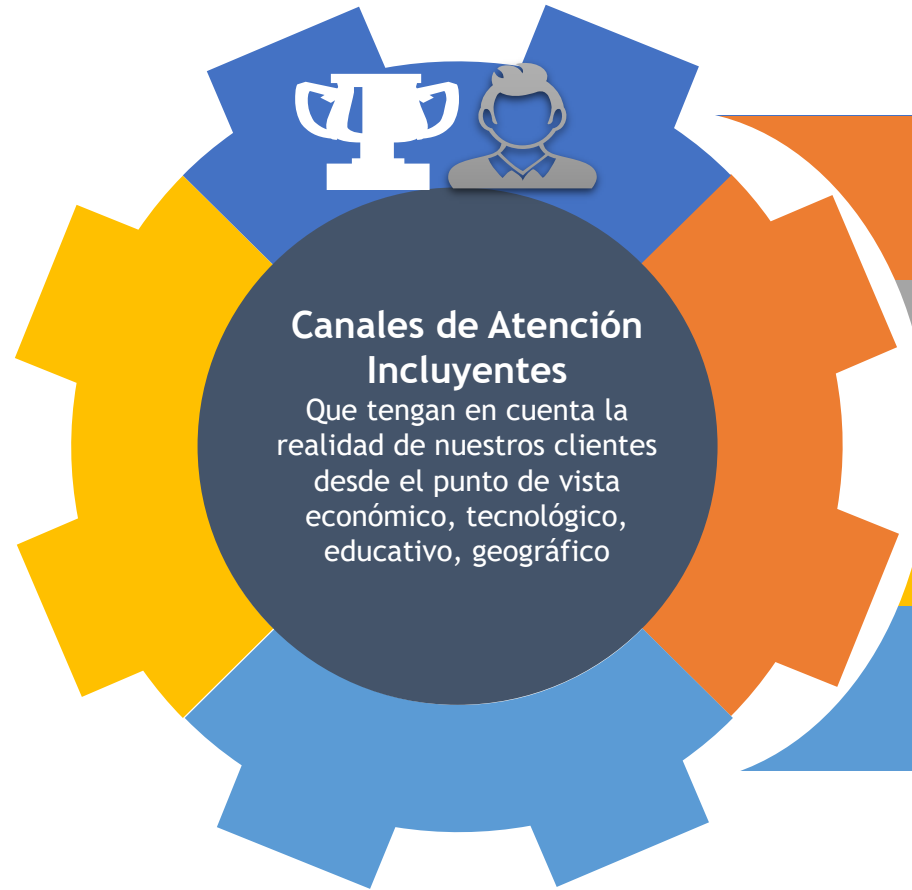 Canales de Atención
Incluyentes
Que tengan en cuenta la
realidad de nuestros clientes
desde el punto de vista
económico, tecnológico,
educativo, geográfico